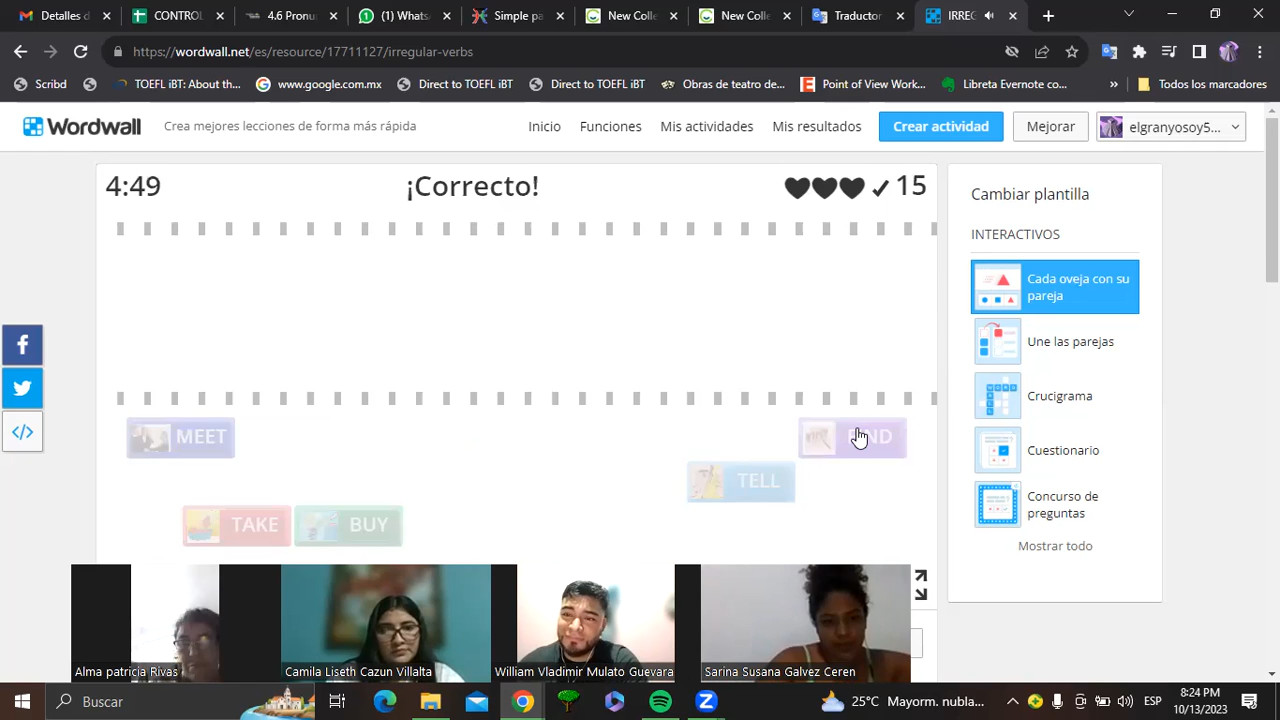 Detalles d
CONTROL
4.6 Pronur
(1) Whats
Simple pa
New Colle
New Colle
Traductor
IRREG
https://wordwall.net/es/resource/17711127/irregular-verbs
Scribd
TOEFL iBT: About th...
www.google.com.mx
Direct to TOEFL iBT
Direct to TOEFL iBT
Obras de teatro de...
Point of View Work...
Libreta Evernote co...
»
Todos los marcadores
Wordwall
Crea mejores lecciones de forma más rápida
Inicio
Funciones
Mis actividades
Mis resultados
Crear actividad
Mejorar
elgranyosoy5...
4:49
¡Correcto!
15
MEET
TELL
TAKE
BUY
Cambiar plantilla
INTERACTIVOS
Cada oveja con su
pareja
Une las parejas
Crucigrama
Cuestionario
Concurso de
preguntas
Mostrar todo
Alma patricia Rivas
Camila Liseth Cazun Villalta
William Vladimir Mulato Guevara
Sarina Susana Galvez Ceren
Buscar
25°C Mayorm. nubla...
ESP
8:24 PM
10/13/2023